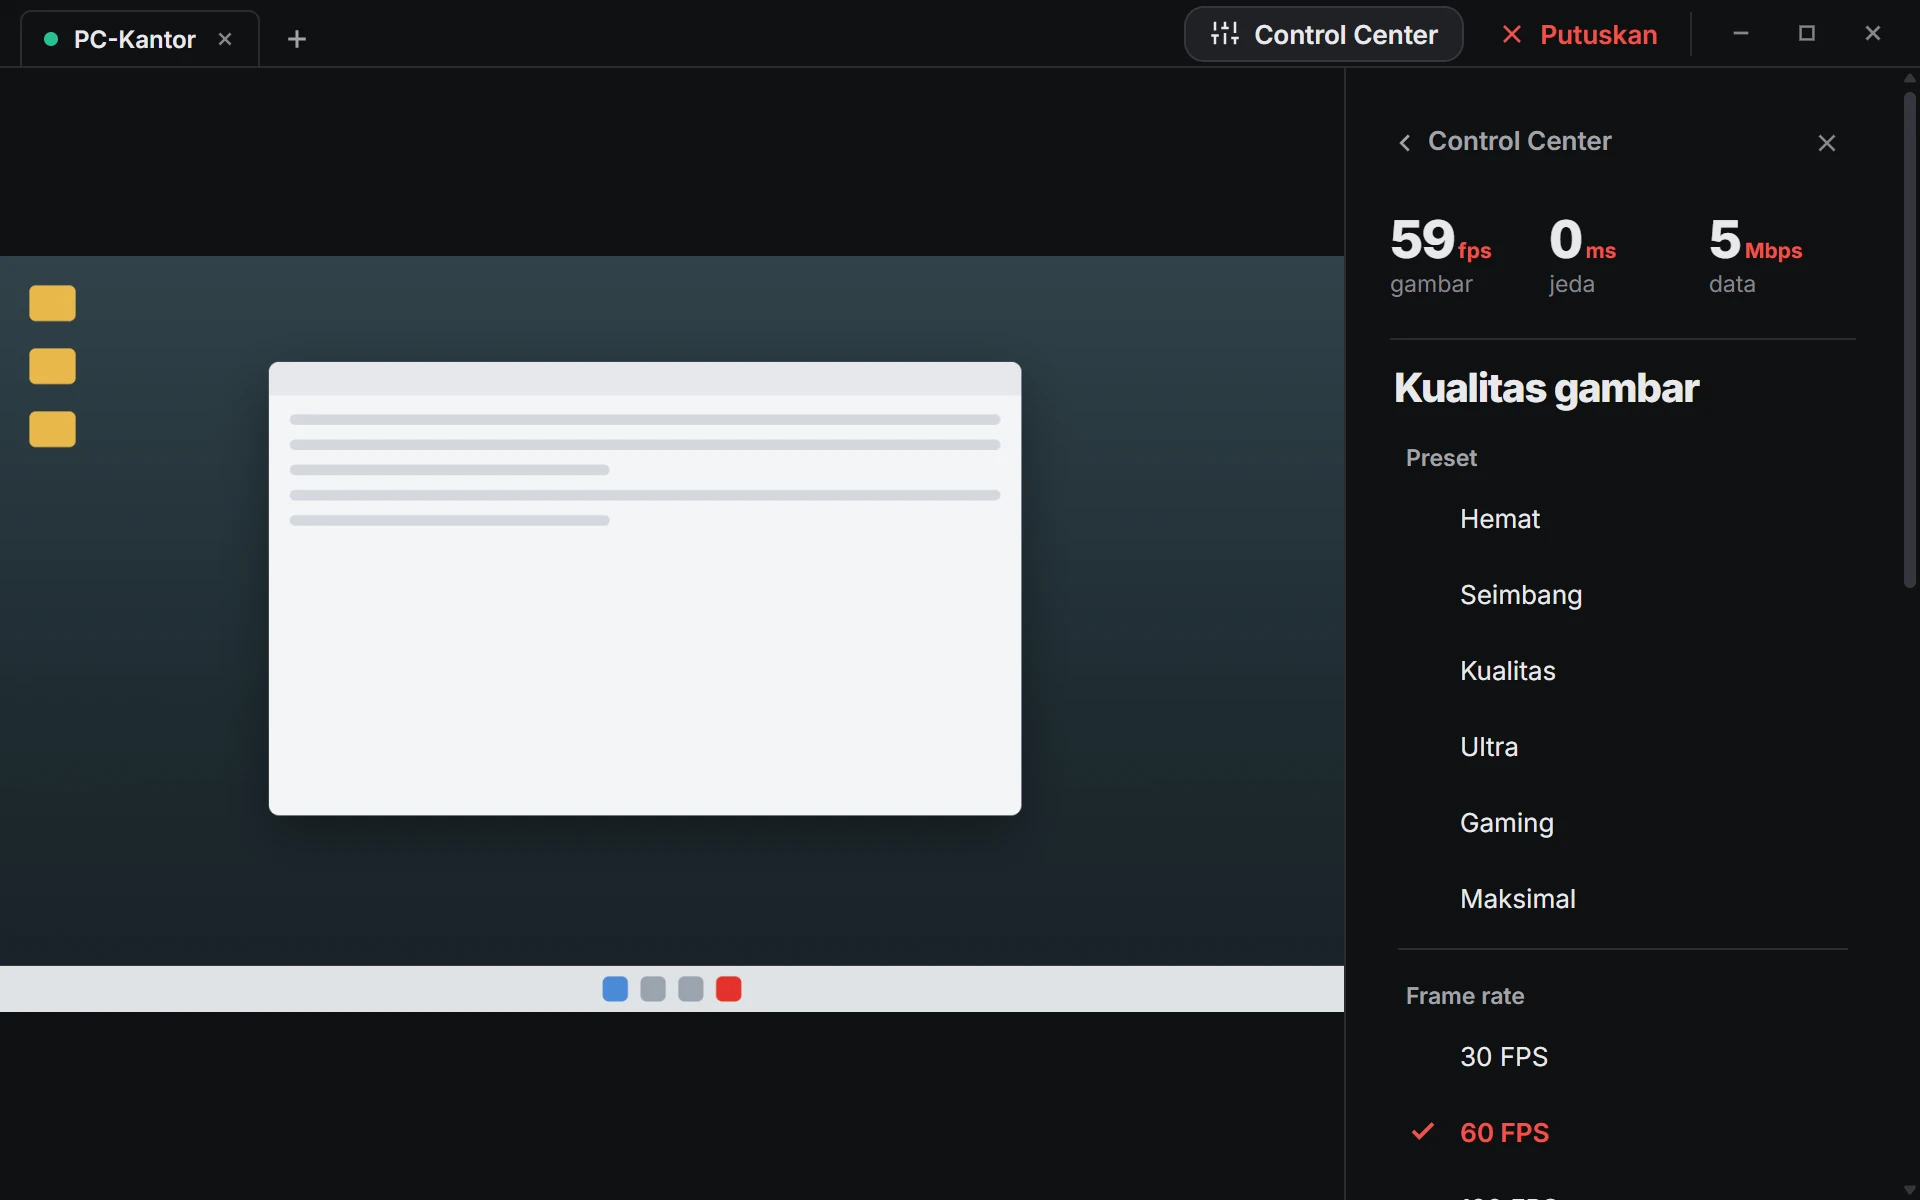 PC-Kantor
Control Center
Putuskan
Control Center
59 fps
gambar
0 ms
jeda
5 Mbps
data
Kualitas gambar
Preset
Hemat
Seimbang
Kualitas
Ultra
Gaming
Maksimal
Frame rate
30 FPS
60 FPS